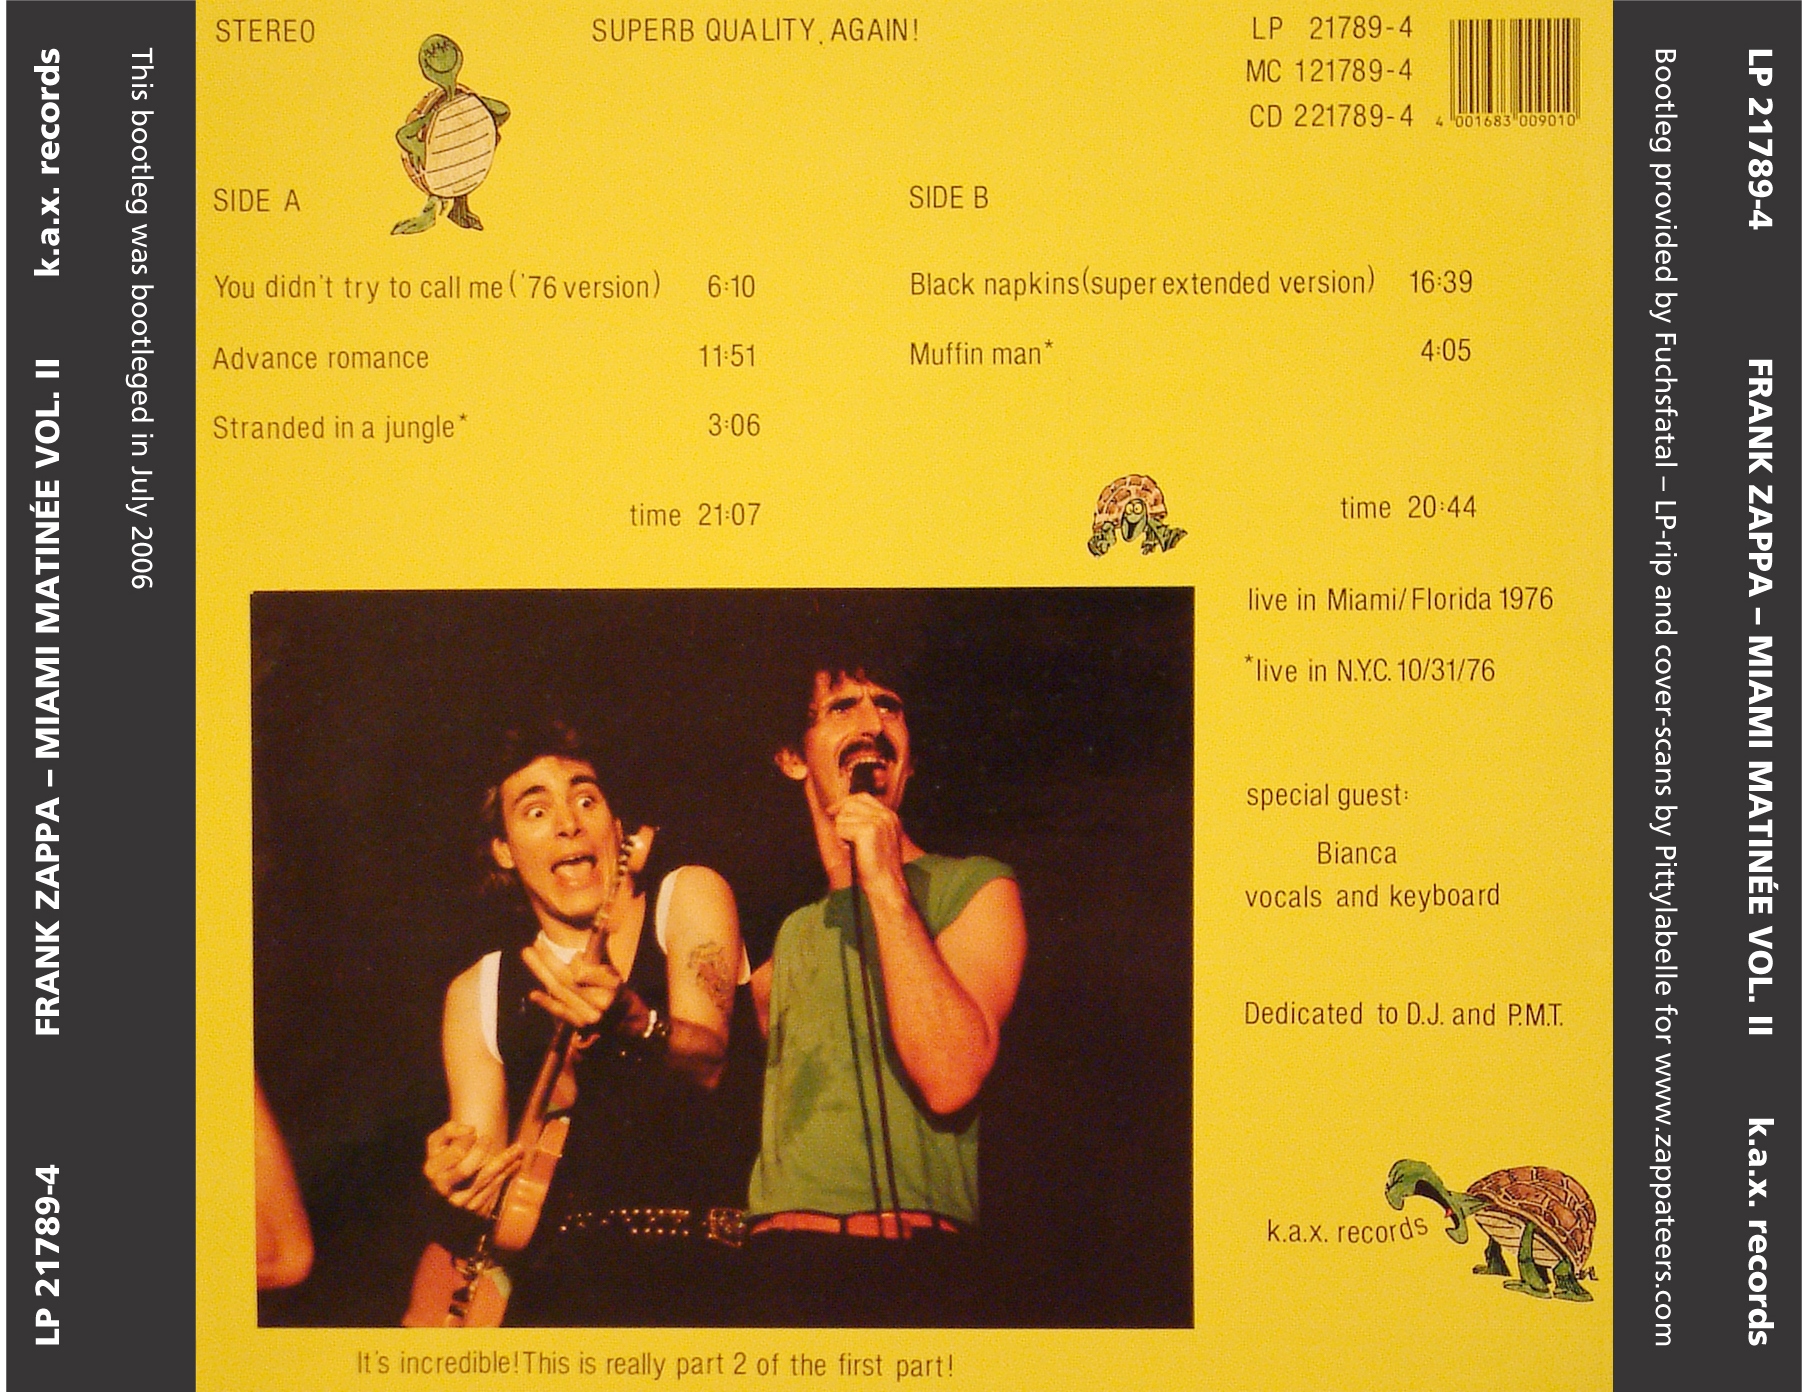 LP 21789-4 FRANK ZAPPA – MIAMI MATINÉE VOL. II k.a.x. records
This bootleg was bootleged in July 2006
STEREO
SUPERB QUALITY, AGAIN!
LP 21789-4
MC 121789-4
CD 221789-4
4 001683 009010
SIDE A
You didn't try to call me ('76 version) 6:10
Advance romance 11:51
Stranded in a jungle* 3:06
time 21:07
SIDE B
Black napkins (super extended version) 16:39
Muffin man* 4:05
time 20:44
live in Miami/Florida 1976
*live in N.Y.C. 10/31/76
special guest:
Bianca
vocals and keyboard
Dedicated to D.J. and P.M.T.
k.a.x. records
It's incredible! This is really part 2 of the first part!
Bootleg provided by Fuchsfatal – LP-rip and cover-scans by Pittylabelle for www.zappateers.com
LP 21789-4 FRANK ZAPPA – MIAMI MATINÉE VOL. II k.a.x. records